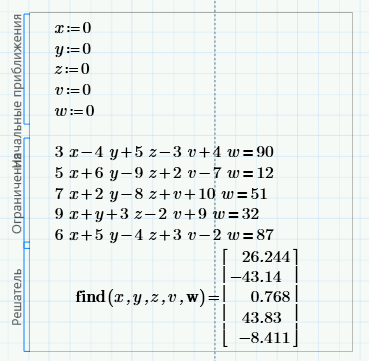 Начальные приближения
x:=0
y:=0
z:=0
v:=0
w:=0
Ограничения
3 x−4 y+5 z−3 v+4 w=90
5 x+6 y−9 z+2 v−7 w=12
7 x+2 y−8 z+v+10 w=51
9 x+y+3 z−2 v+9 w=32
6 x+5 y−4 z+3 v−2 w=87
Решатель
find(x,y,z,v,w)=[26.244
−43.14
0.768
43.83
−8.411]